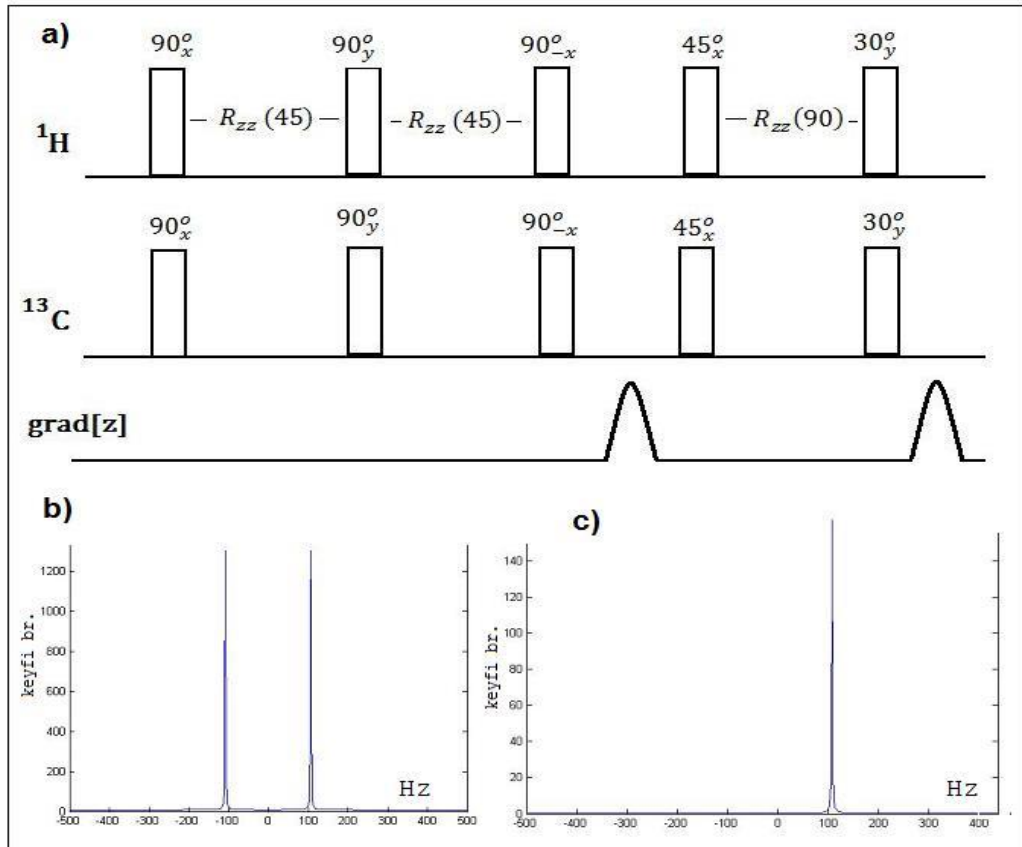 a)
90°x 90°y 90°-x 45°x 30°y
¹H — Rzz (45) — — Rzz (45) — — Rzz(90) —
90°x 90°y 90°-x 45°x 30°y
¹³C
grad[z]
b)
keyfi br.
1200
1000
800
600
400
200
0
Hz
-500 -400 -300 -200 -100 0 100 200 300 400 500
c)
keyfi br.
140
120
100
80
60
40
20
0
Hz
-500 -400 -300 -200 -100 0 100 200 300 400